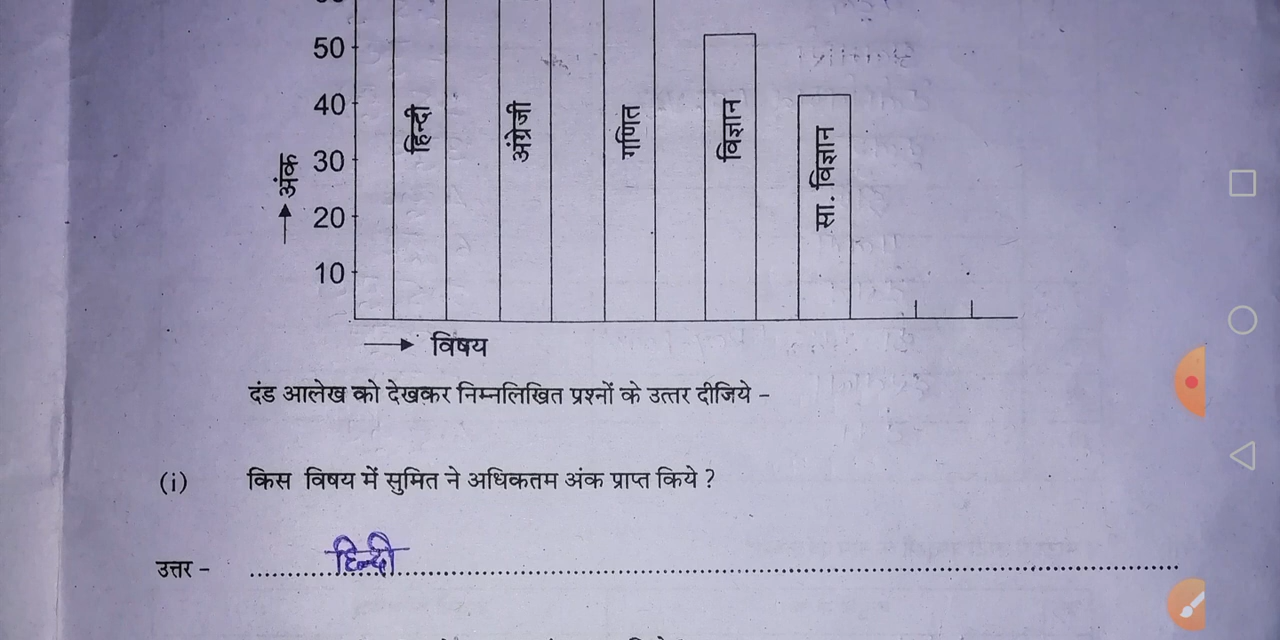 50
40
30
20
10
अंक
हिन्दी
अंग्रेजी
गणित
विज्ञान
सा. विज्ञान
विषय
दंड आलेख को देखकर निम्नलिखित प्रश्नों के उत्तर दीजिये –
(i) किस विषय में सुमित ने अधिकतम अंक प्राप्त किये ?
उत्तर – हिन्दी